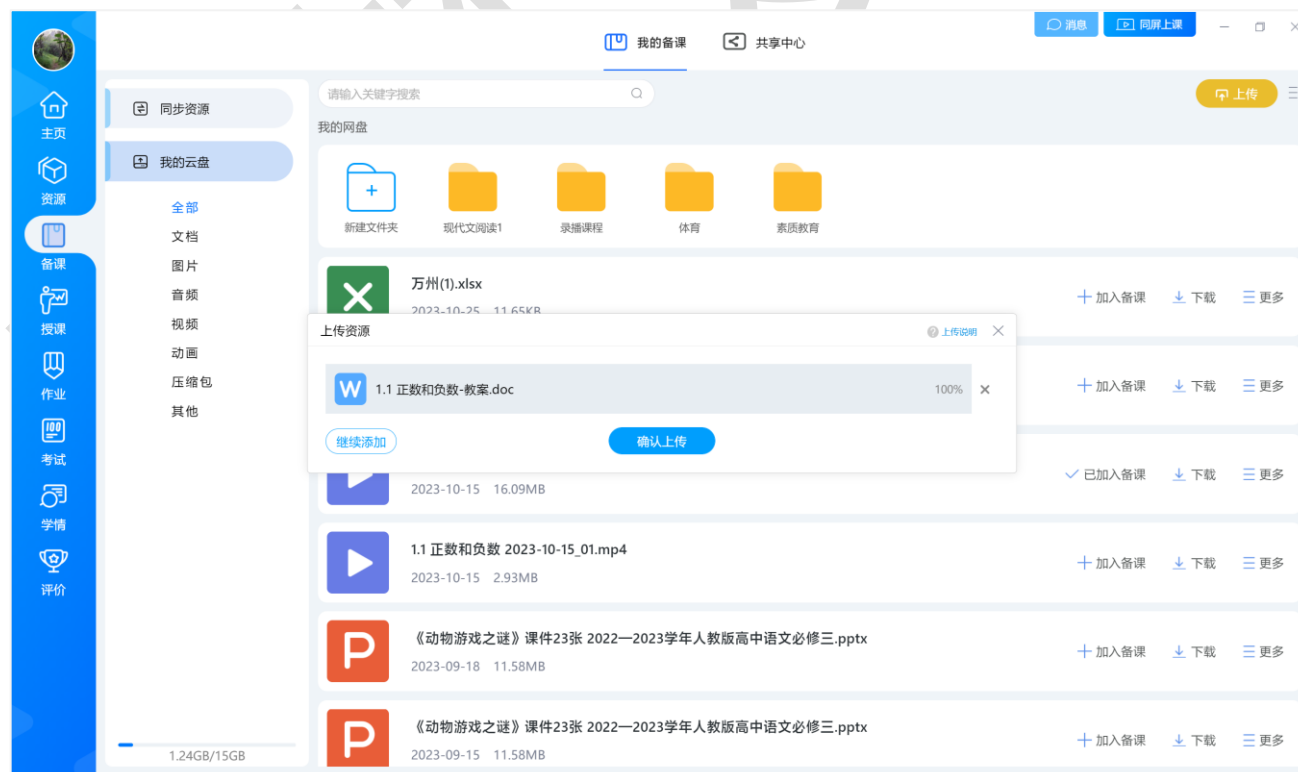 我的备课
共享中心
消息
同屏上课
主页
资源
备课
授课
作业
100
考试
学情
评价
同步资源
我的云盘
全部
文档
图片
音频
视频
动画
压缩包
其他
1.24GB/15GB
请输入关键字搜索
上传
我的网盘
新建文件夹
现代文阅读1
录播课程
体育
素质教育
万州(1).xlsx
2023-10-25 11.65KB
加入备课 下载 更多
上传资源
上传说明
W 1.1 正数和负数-教案.doc 100%
加入备课 下载 更多
继续添加
确认上传
2023-10-15 16.09MB
已加入备课 下载 更多
1.1 正数和负数 2023-10-15_01.mp4
2023-10-15 2.93MB
加入备课 下载 更多
P
《动物游戏之谜》课件23张 2022—2023学年人教版高中语文必修三.pptx
2023-09-18 11.58MB
加入备课 下载 更多
P
《动物游戏之谜》课件23张 2022—2023学年人教版高中语文必修三.pptx
2023-09-15 11.58MB
加入备课 下载 更多